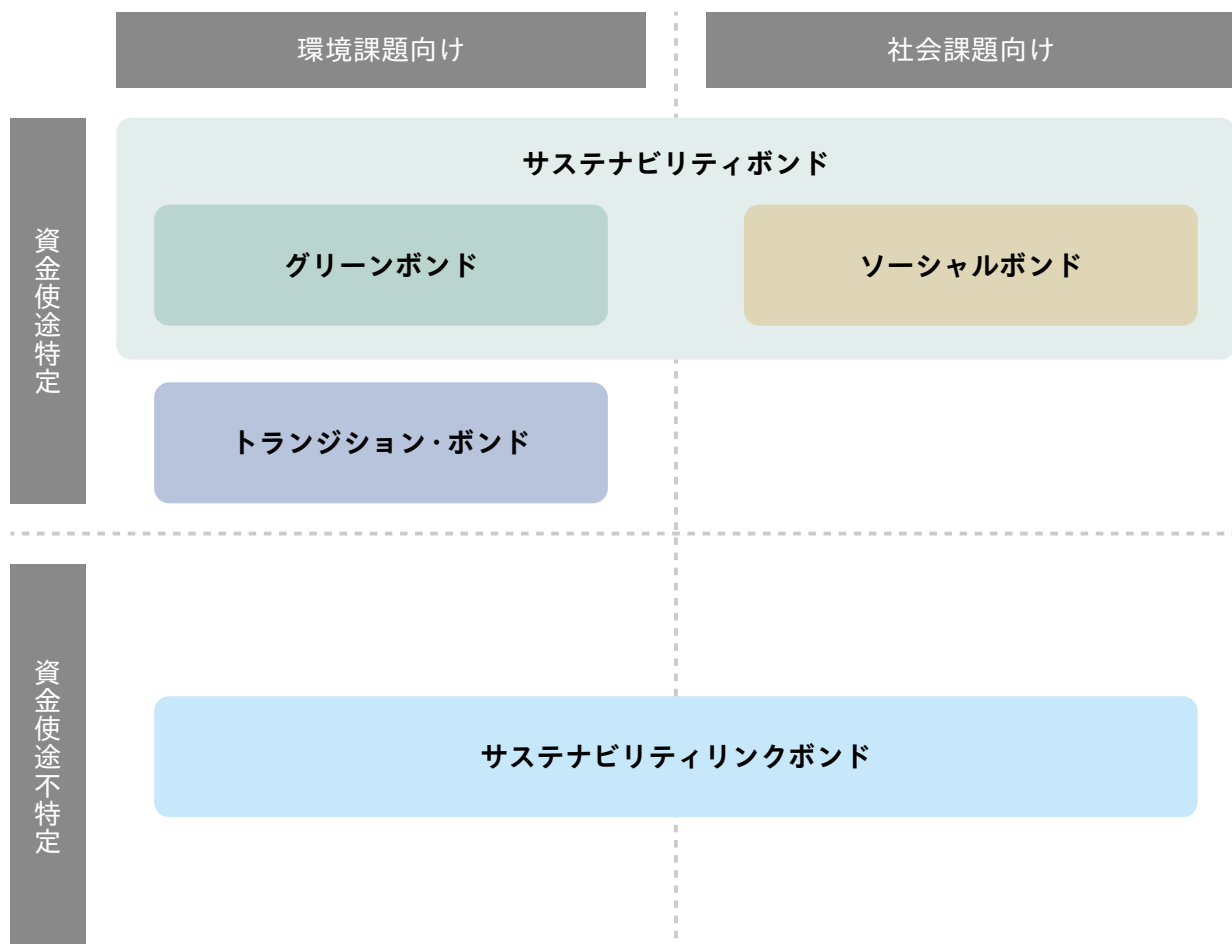 環境課題向け
社会課題向け
資金使途特定
サステナビリティボンド
グリーンボンド
ソーシャルボンド
トランジション・ボンド
資金使途不特定
サステナビリティリンクボンド